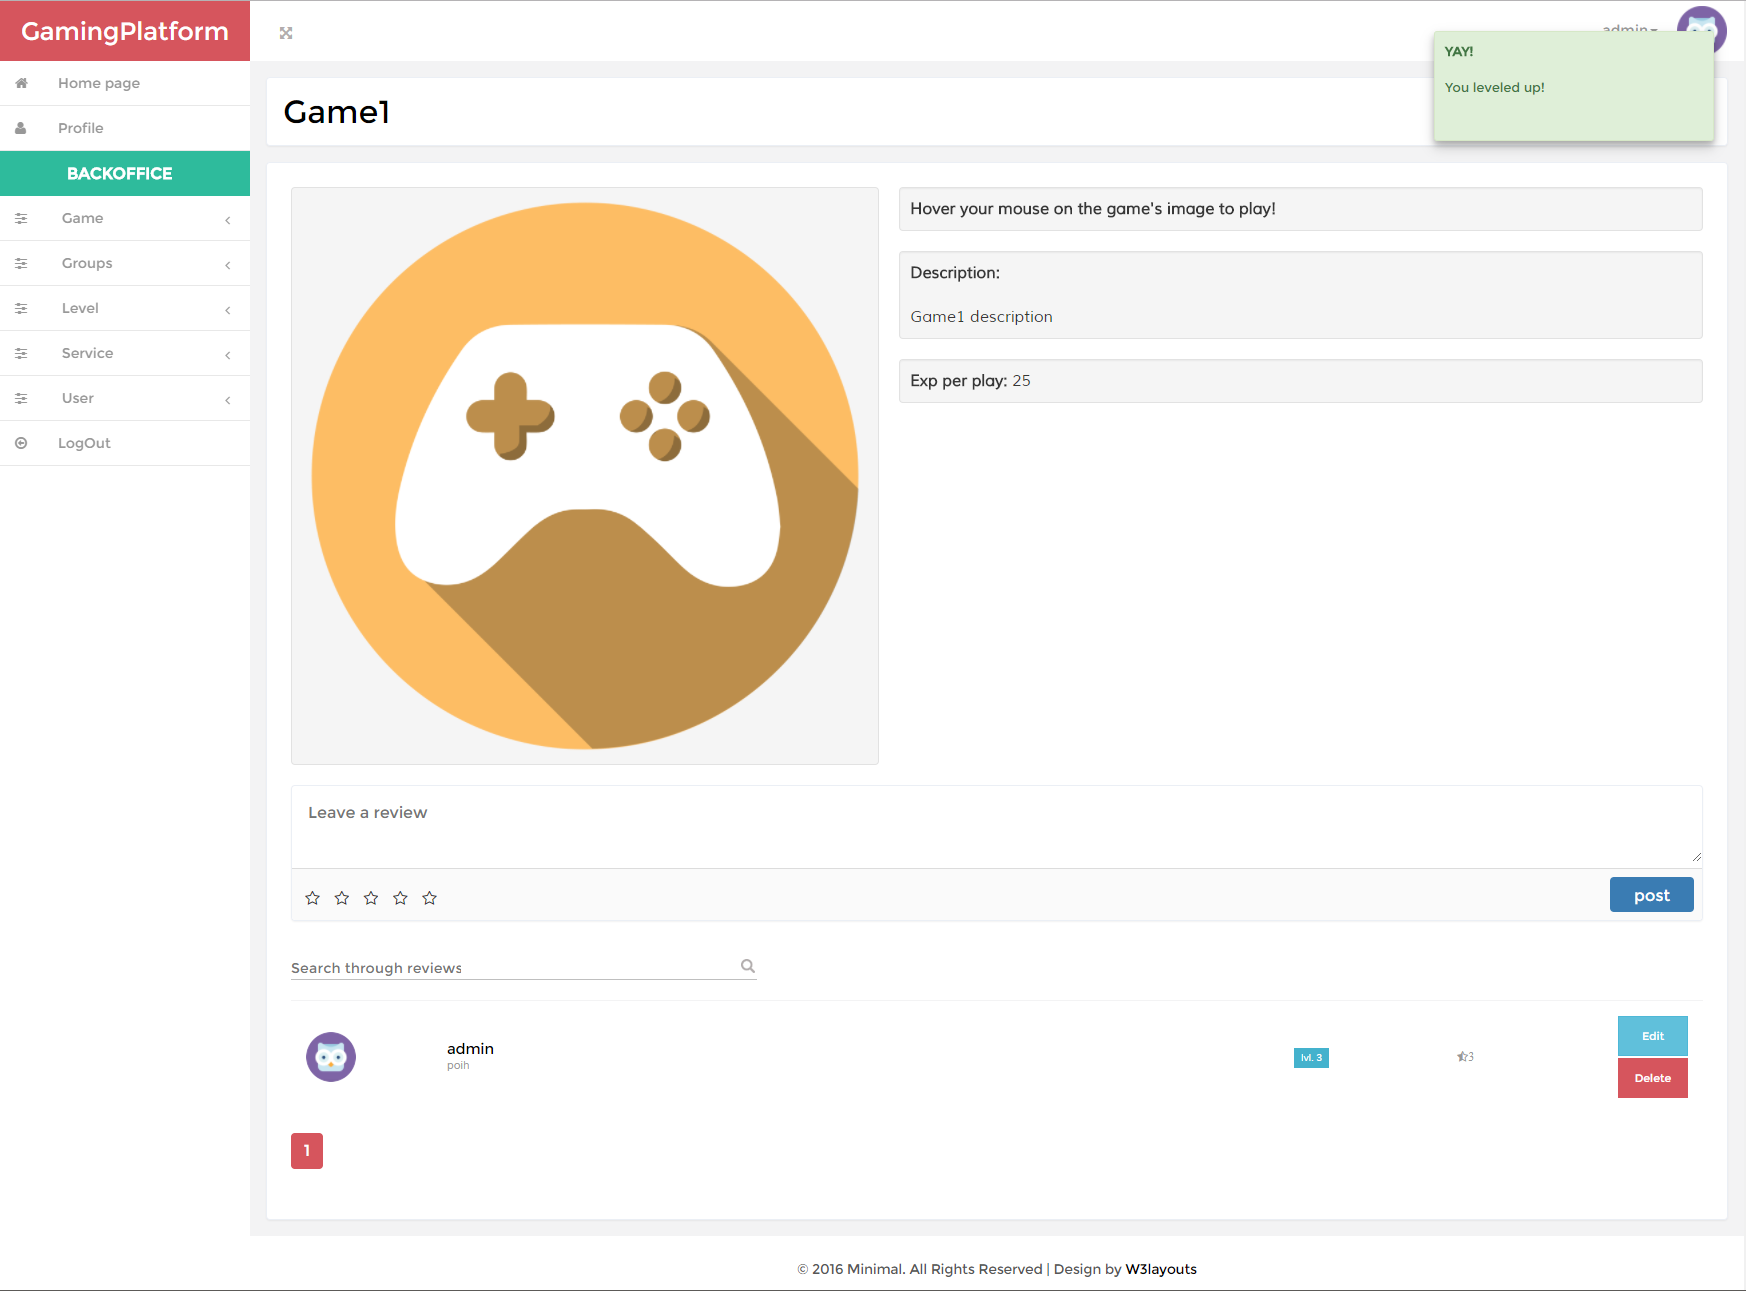 GamingPlatform
admin
YAY!
You leveled up!
Home page
Profile
BACKOFFICE
Game
Groups
Level
Service
User
LogOut
Game1
Hover your mouse on the game's image to play!
Description:
Game1 description
Exp per play: 25
Leave a review
post
Search through reviews
admin
poih
lvl. 3
3
Edit
Delete
1
© 2016 Minimal. All Rights Reserved | Design by W3layouts